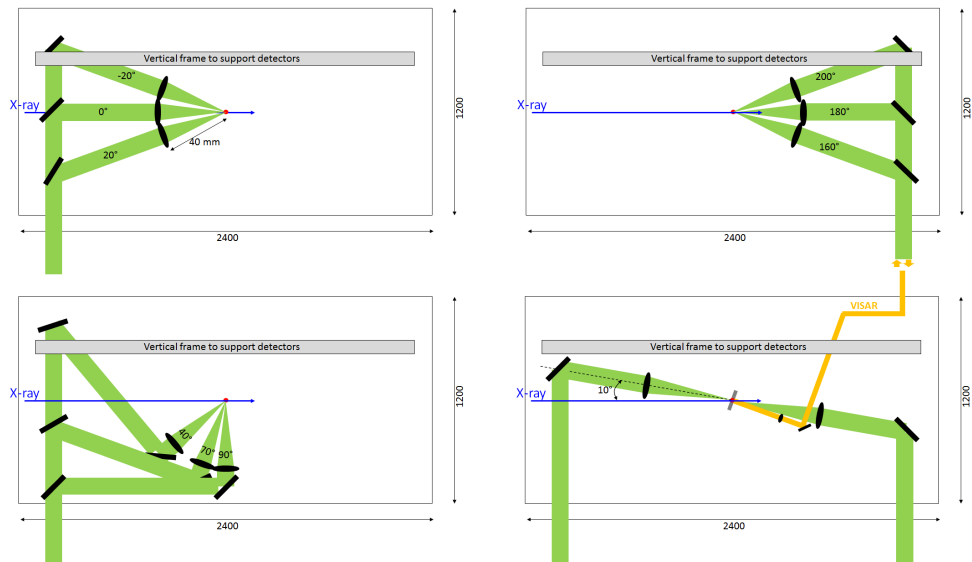 Vertical frame to support detectors
-20°
X-ray
0°
20°
40 mm
1200
2400
Vertical frame to support detectors
200°
X-ray
180°
160°
1200
2400
Vertical frame to support detectors
X-ray
40°
70°
90°
1200
2400
VISAR
Vertical frame to support detectors
10°
X-ray
1200
2400